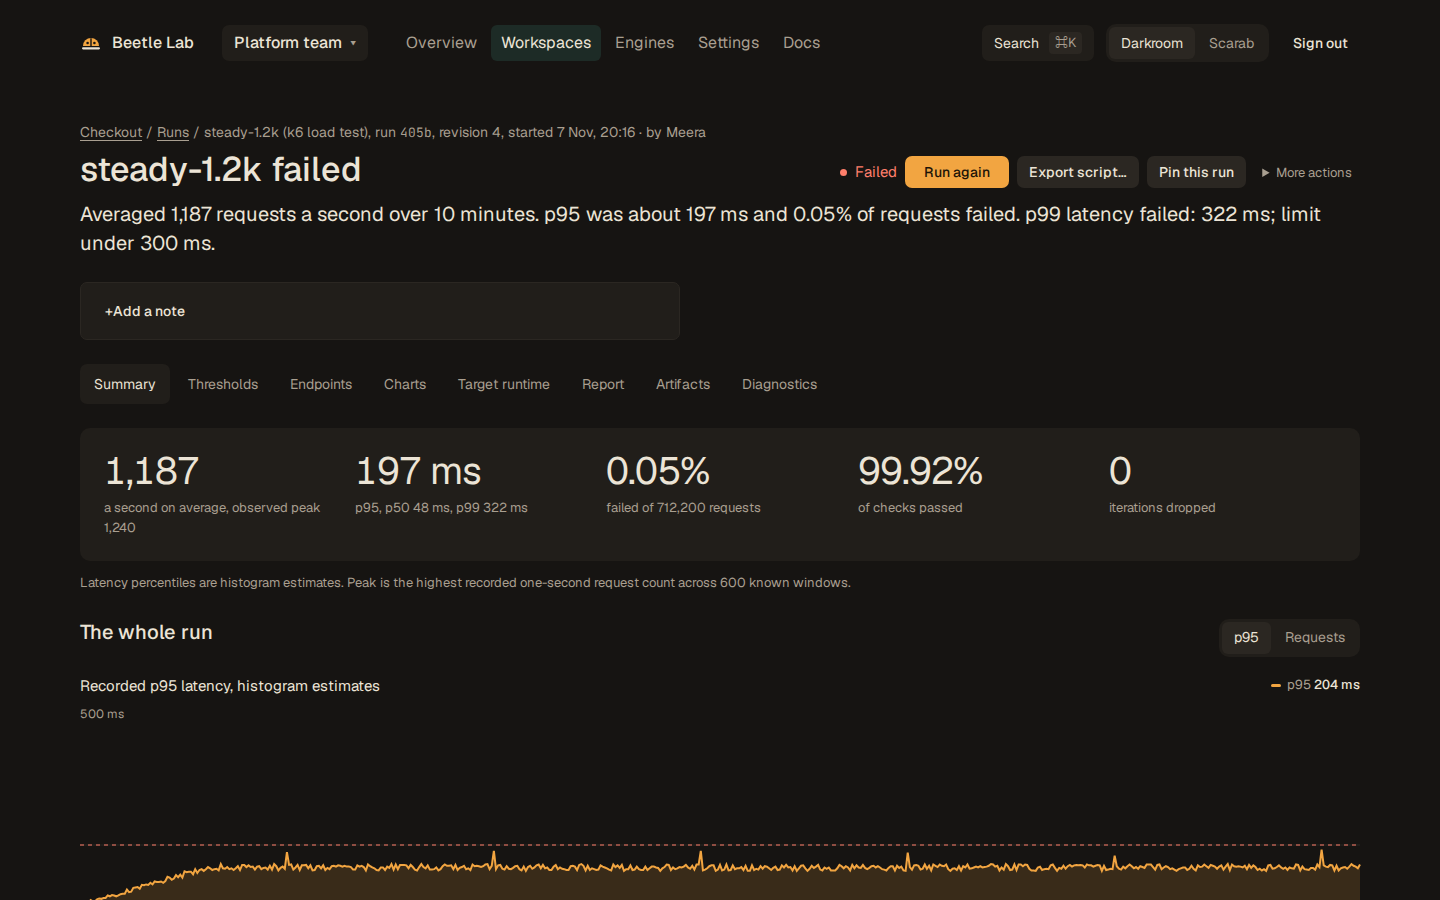 Beetle Lab
Platform team
Overview
Workspaces
Engines
Settings
Docs
Search ⌘K
Darkroom
Scarab
Sign out
Checkout / Runs / steady-1.2k (k6 load test), run 405b, revision 4, started 7 Nov, 20:16 · by Meera
steady-1.2k failed
Failed
Run again
Export script...
Pin this run
More actions
Averaged 1,187 requests a second over 10 minutes. p95 was about 197 ms and 0.05% of requests failed. p99 latency failed: 322 ms; limit
under 300 ms.
+Add a note
Summary
Thresholds
Endpoints
Charts
Target runtime
Report
Artifacts
Diagnostics
1,187
a second on average, observed peak
1,240
197 ms
p95, p50 48 ms, p99 322 ms
0.05%
failed of 712,200 requests
99.92%
of checks passed
0
iterations dropped
Latency percentiles are histogram estimates. Peak is the highest recorded one-second request count across 600 known windows.
The whole run
p95
Requests
Recorded p95 latency, histogram estimates
p95 204 ms
500 ms